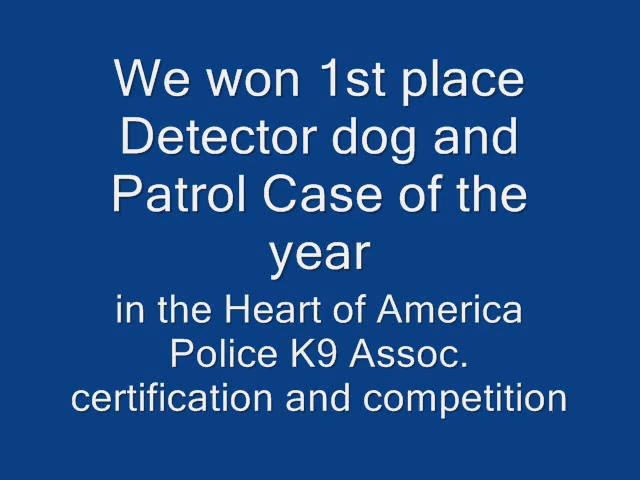 We won 1st place
Detector dog and
Patrol Case of the
year
in the Heart of America
Police K9 Assoc.
certification and competition